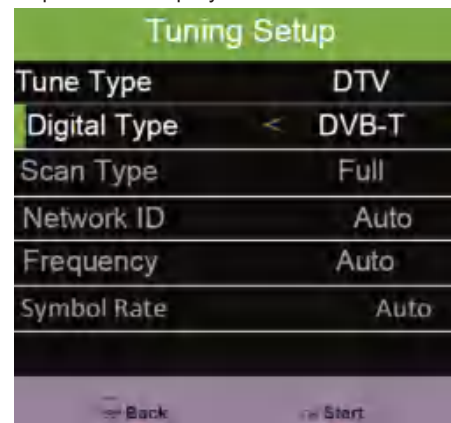 Tuning Setup
Tune Type DTV
Digital Type < DVB-T
Scan Type Full
Network ID Auto
Frequency Auto
Symbol Rate Auto
Back Start